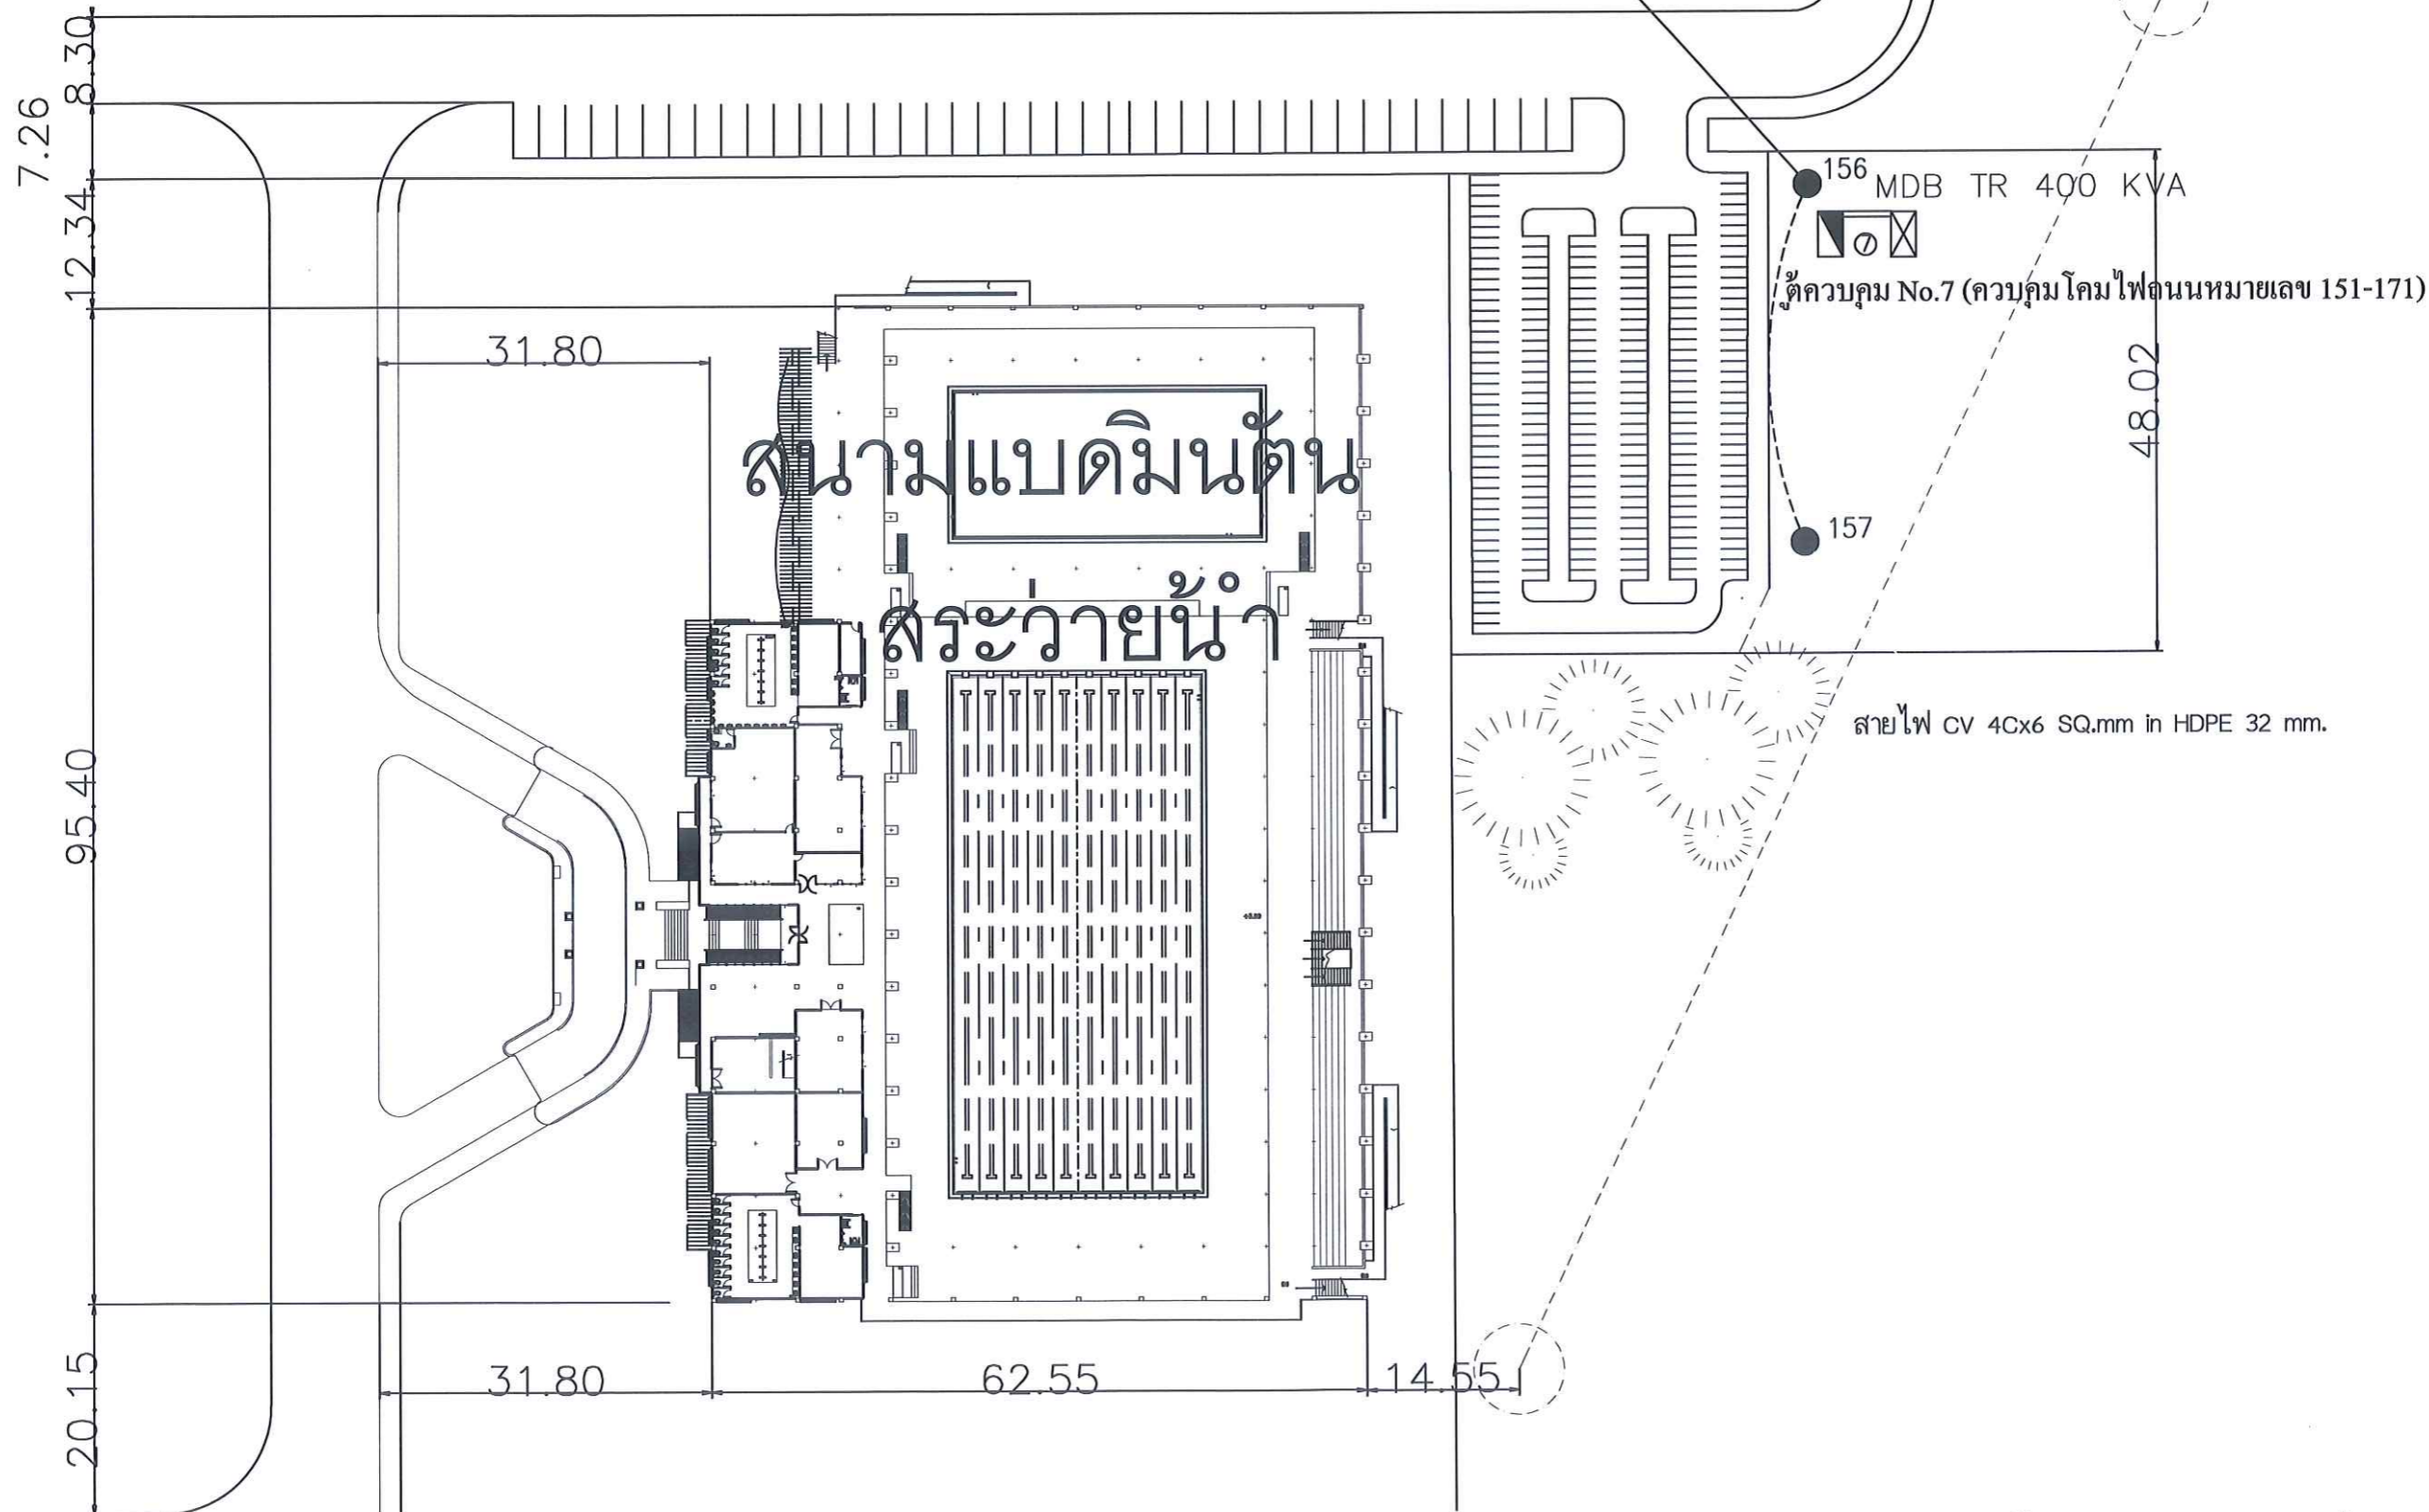 8.30
7.26
12.34
156
MDB TR 400 KVA
ตู้ควบคุม No.7 (ควบคุมโคมไฟถนนหมายเลข 151-171)
31.80
48.02
สนามแบดมินตัน
157
สระว่ายน้ำ
สายไฟ CV 4Cx6 SQ.mm in HDPE 32 mm.
95.40
20.15
31.80
62.55
14.55